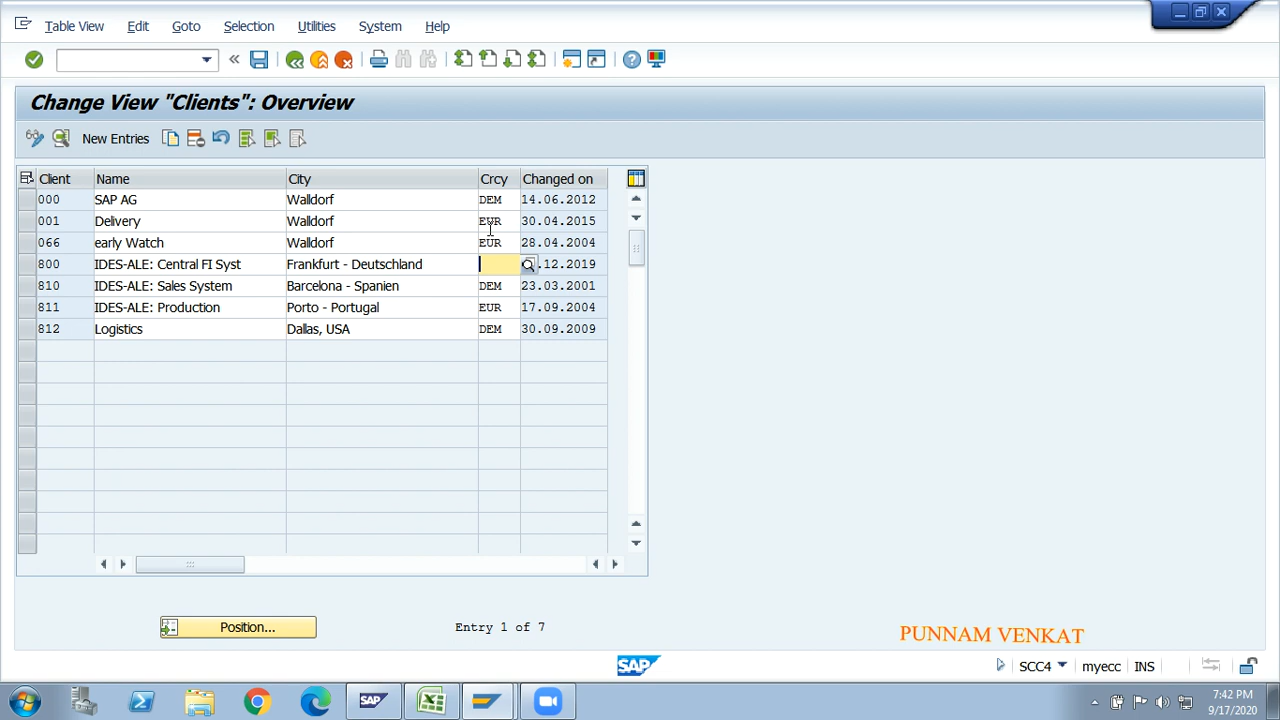 Table View Edit Goto Selection Utilities System Help
Change View "Clients": Overview
New Entries
Client Name City Crcy Changed on
000 SAP AG Walldorf DEM 14.06.2012
001 Delivery Walldorf EUR 30.04.2015
066 early Watch Walldorf EUR 28.04.2004
800 IDES-ALE: Central FI Syst Frankfurt - Deutschland .12.2019
810 IDES-ALE: Sales System Barcelona - Spanien DEM 23.03.2001
811 IDES-ALE: Production Porto - Portugal EUR 17.09.2004
812 Logistics Dallas, USA DEM 30.09.2009
Position... Entry 1 of 7
PUNNAM VENKAT
SAP SCC4 myecc INS
SAP
7:42 PM
9/17/2020